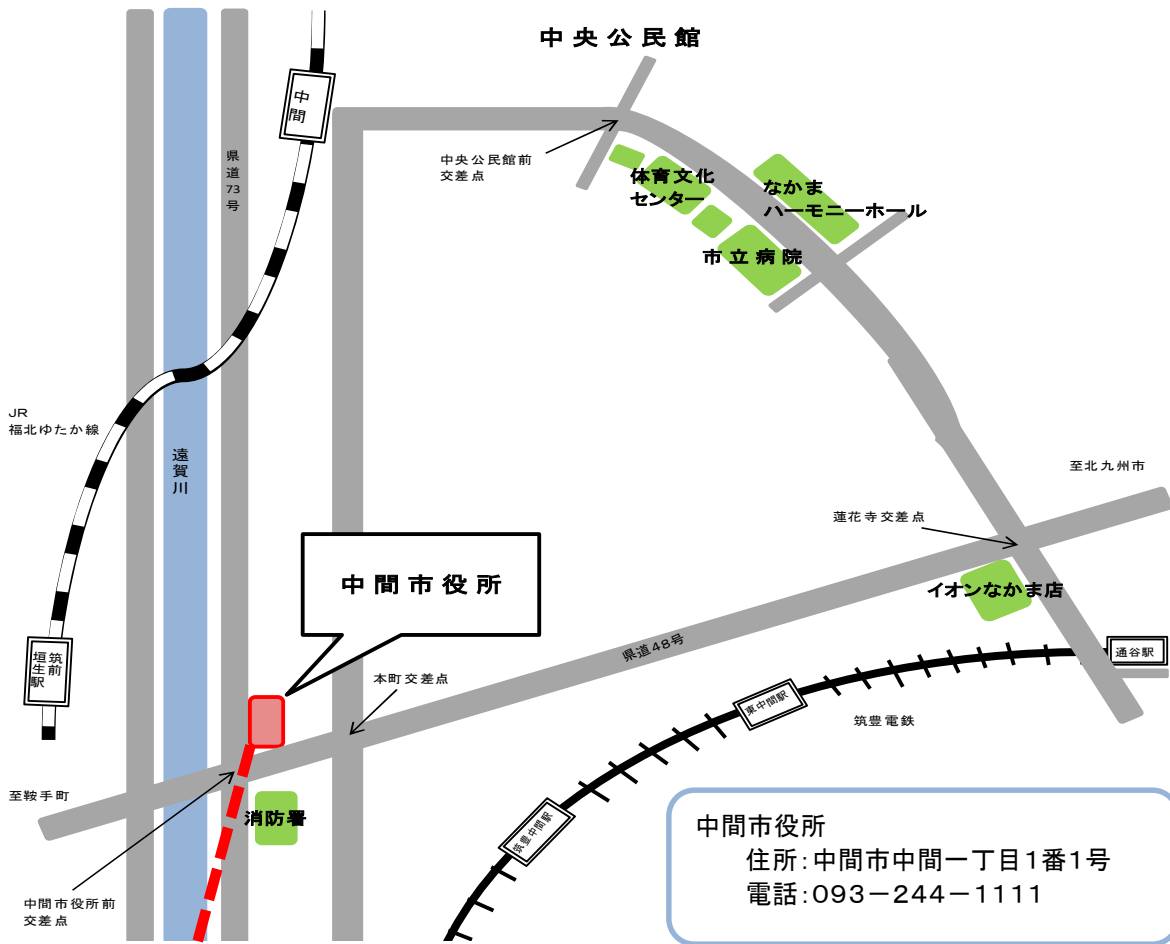 中央公民館
中
間
中央公民館前
交差点
県道73号
体育文化
センター
なかま
ハーモニーホール
市立病院
JR
福北ゆたか線
遠賀川
至北九州市
蓮花寺交差点
中間市役所
イオンなかま店
県道48号
筑前
垣生駅
本町交差点
通谷駅
東中間駅
筑豊電鉄
至鞍手町
消防署
筑豊中間駅
中間市役所前
交差点
中間市役所
住所:中間市中間一丁目1番1号
電話:093-244-1111